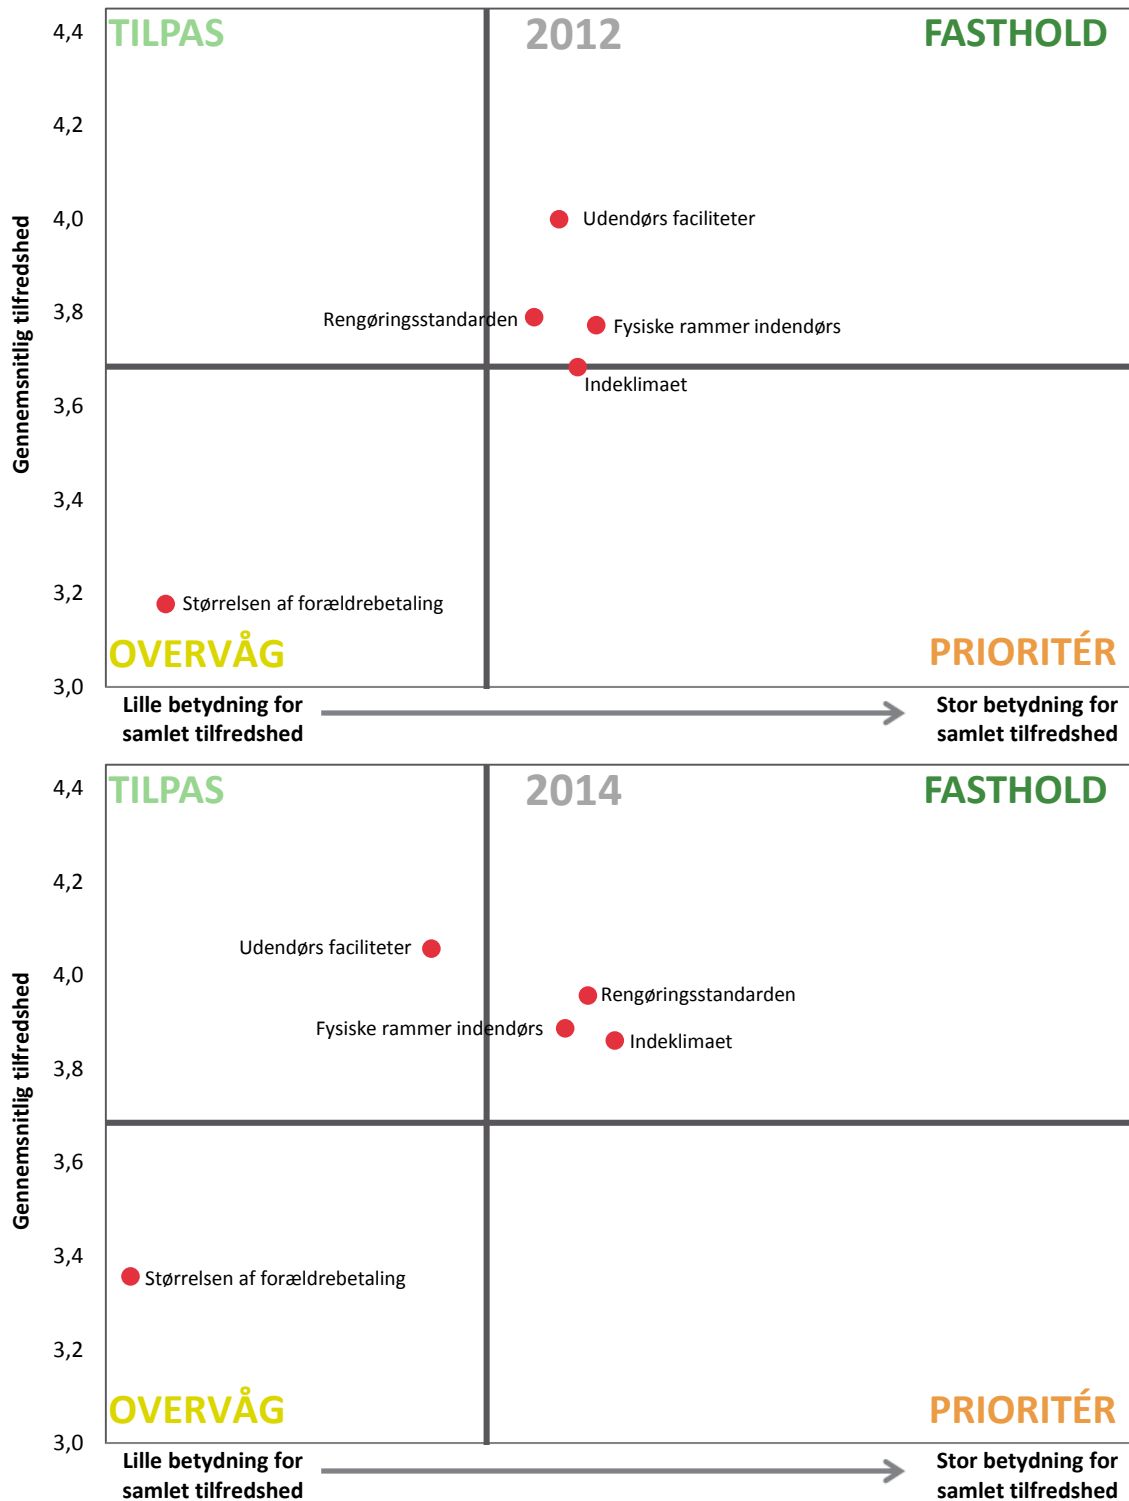 TILPAS
2012
FASTHOLD
4,4
4,2
4,0
3,8
3,6
3,4
3,2
3,0
Gennemsnitlig tilfredshed
Udendørs faciliteter
Rengøringsstandarden
Fysiske rammer indendørs
Indeklimaet
Størrelsen af forældrebetaling
OVERVÅG
PRIORITÉR
Lille betydning for
samlet tilfredshed
Stor betydning for
samlet tilfredshed
TILPAS
2014
FASTHOLD
4,4
4,2
4,0
3,8
3,6
3,4
3,2
3,0
Gennemsnitlig tilfredshed
Udendørs faciliteter
Rengøringsstandarden
Fysiske rammer indendørs
Indeklimaet
Størrelsen af forældrebetaling
OVERVÅG
PRIORITÉR
Lille betydning for
samlet tilfredshed
Stor betydning for
samlet tilfredshed